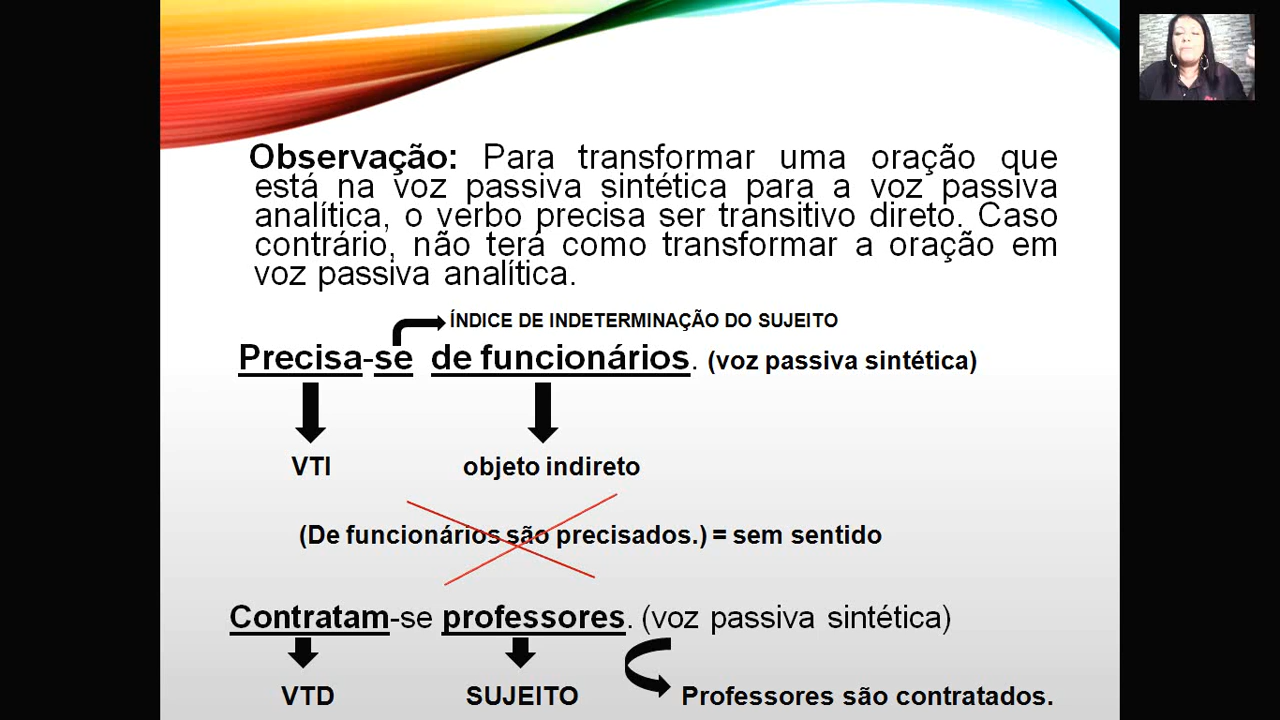 Observação: Para transformar uma oração que
está na voz passiva sintética para a voz passiva
analítica, o verbo precisa ser transitivo direto. Caso
contrário, não terá como transformar a oração em
voz passiva analítica.
ÍNDICE DE INDETERMINAÇÃO DO SUJEITO
Precisa-se de funcionários. (voz passiva sintética)
VTI objeto indireto
(De funcionários são precisados.) = sem sentido
Contratam-se professores. (voz passiva sintética)
VTD SUJEITO Professores são contratados.